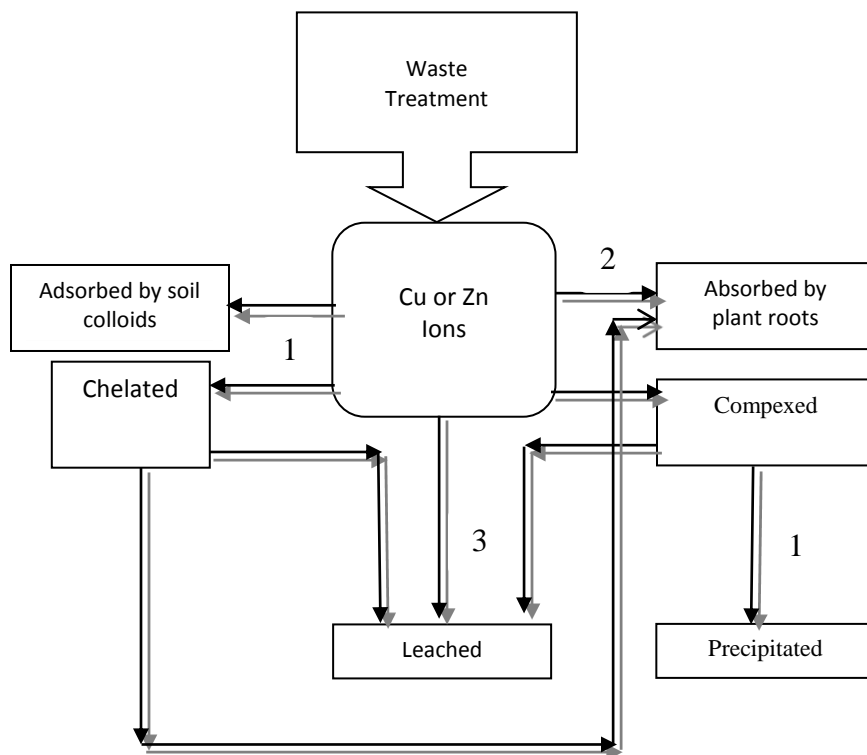 Waste
Treatment
2
Adsorbed by soil
colloids
Cu or Zn
Ions
Absorbed by
plant roots
1
Chelated
Compexed
3
1
Leached
Precipitated